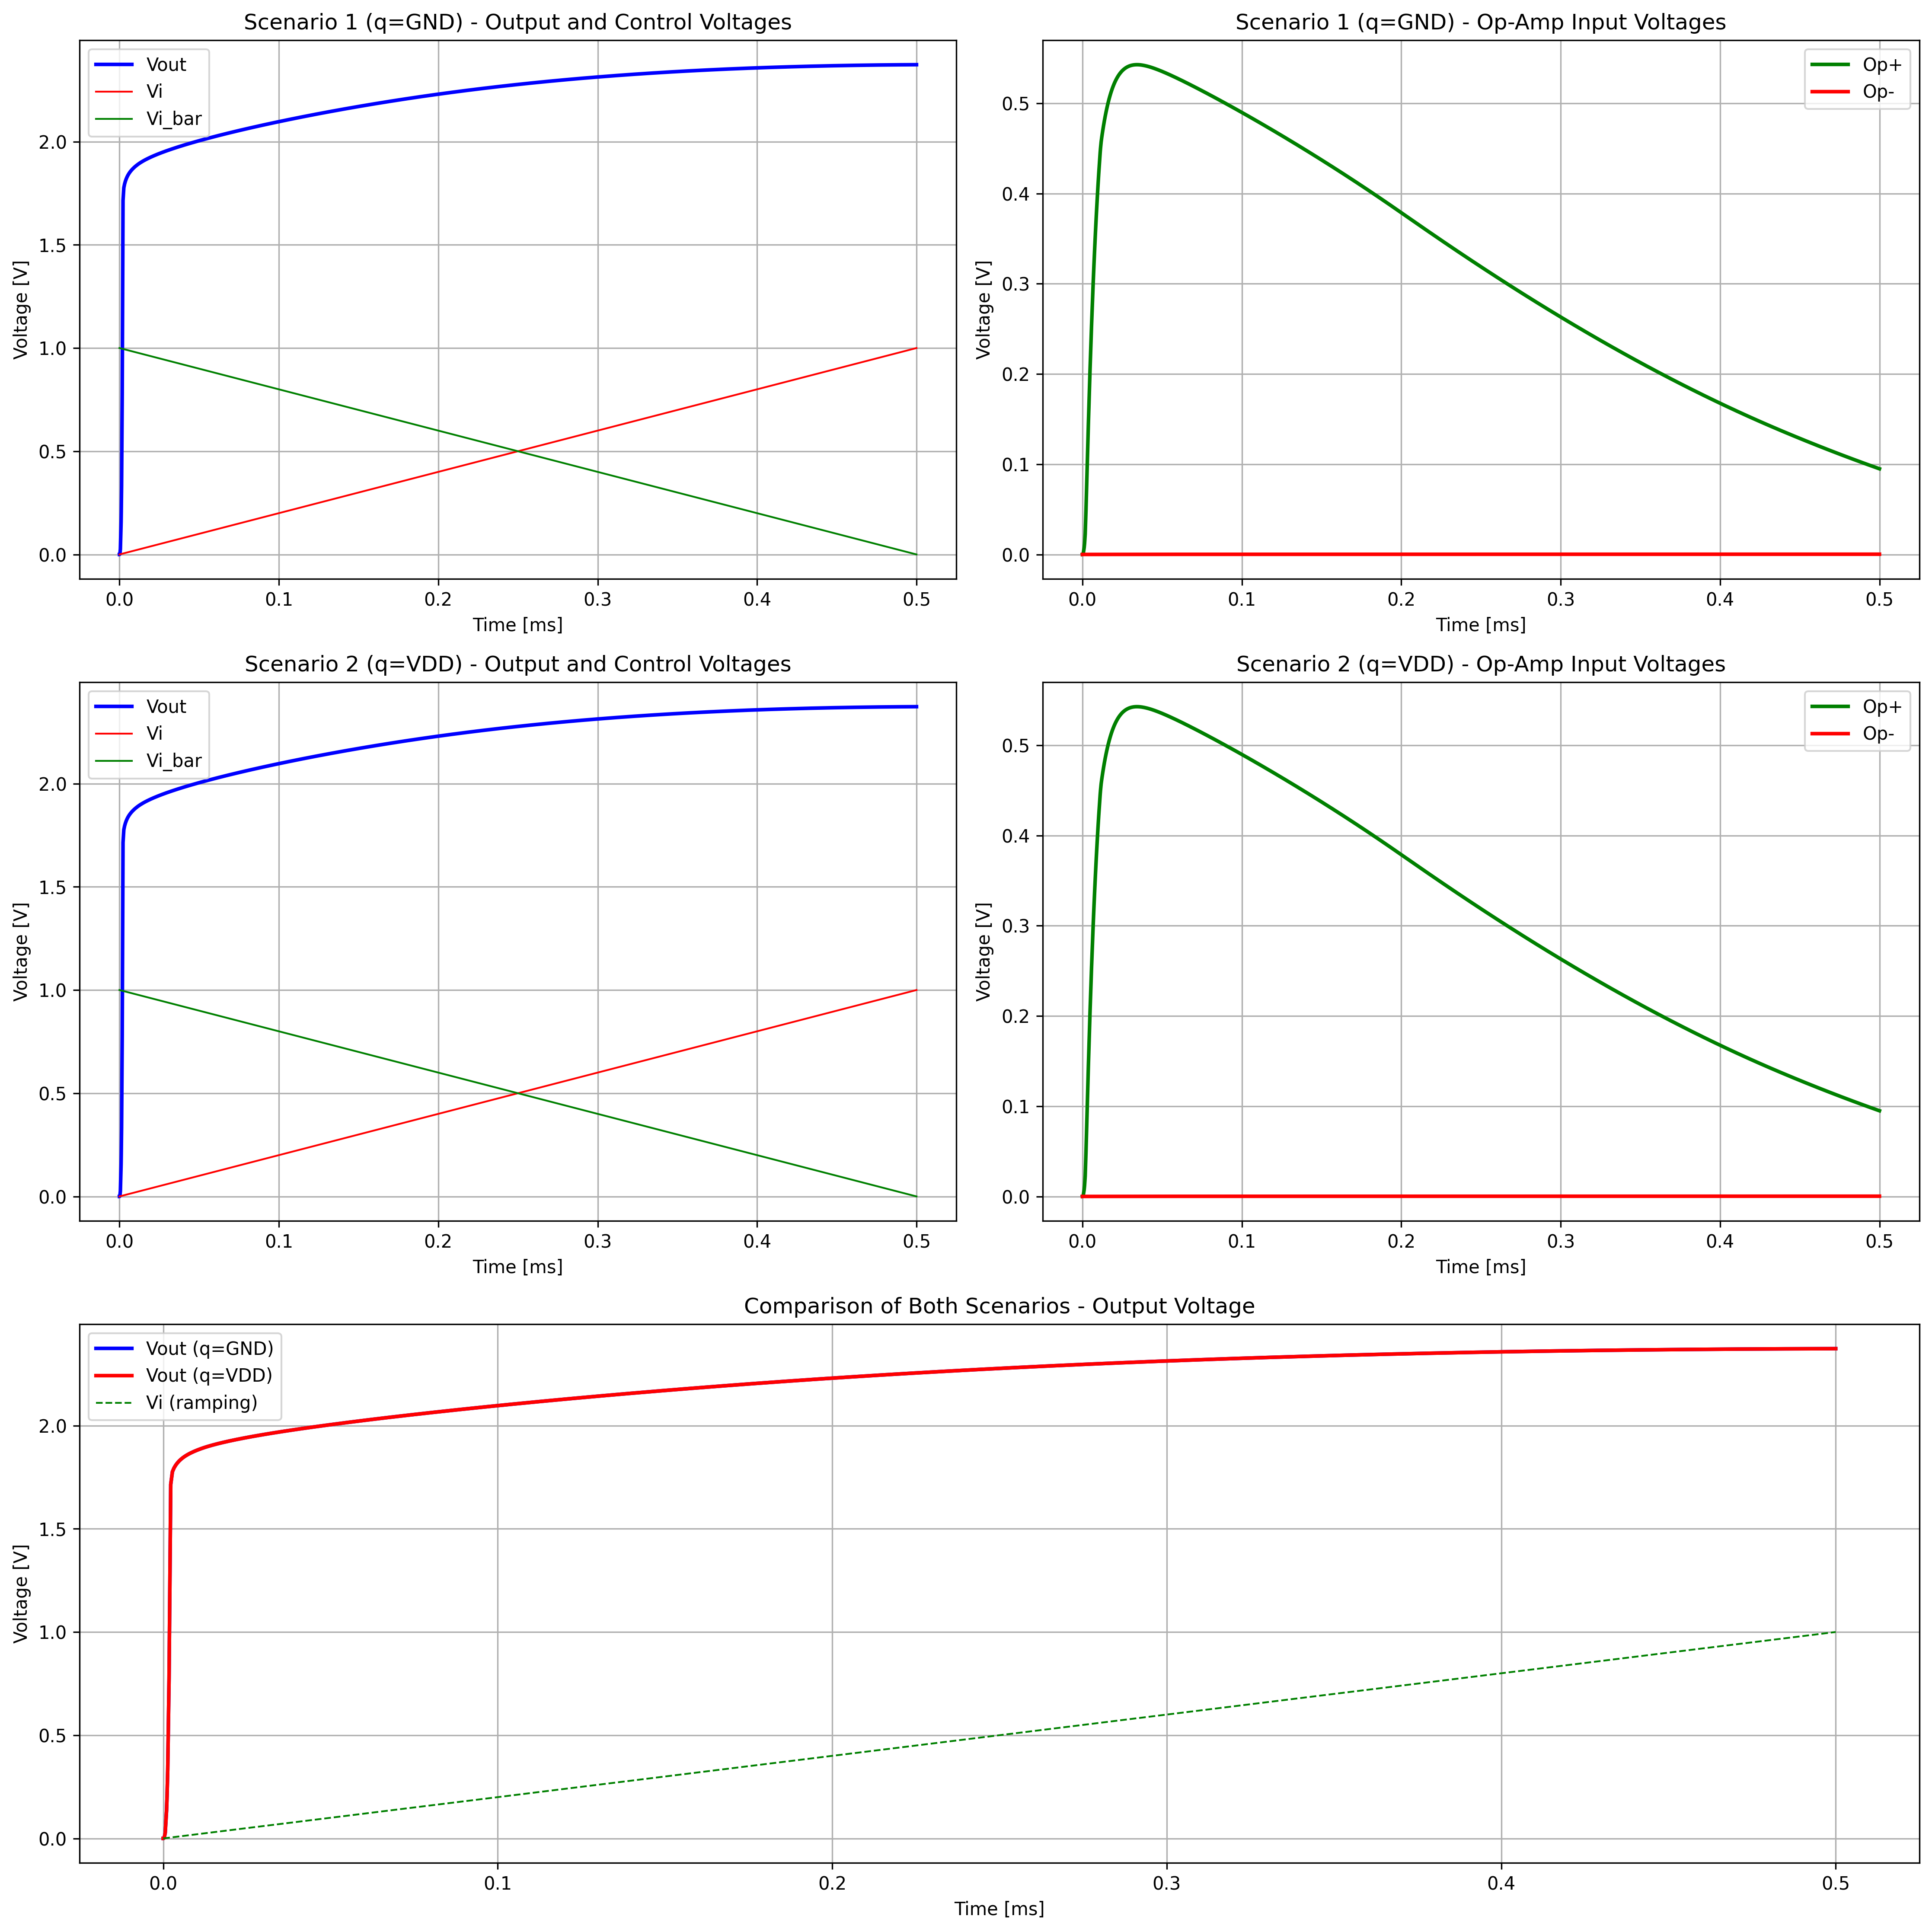 Scenario 1 (q=GND) - Output and Control Voltages
Vout
Vi
Vi_bar
Voltage [V]
2.0
1.5
1.0
0.5
0.0
0.0 0.1 0.2 0.3 0.4 0.5
Time [ms]
Scenario 1 (q=GND) - Op-Amp Input Voltages
Op+
Op-
Voltage [V]
0.5
0.4
0.3
0.2
0.1
0.0
0.0 0.1 0.2 0.3 0.4 0.5
Time [ms]
Scenario 2 (q=VDD) - Output and Control Voltages
Vout
Vi
Vi_bar
Voltage [V]
2.0
1.5
1.0
0.5
0.0
0.0 0.1 0.2 0.3 0.4 0.5
Time [ms]
Scenario 2 (q=VDD) - Op-Amp Input Voltages
Op+
Op-
Voltage [V]
0.5
0.4
0.3
0.2
0.1
0.0
0.0 0.1 0.2 0.3 0.4 0.5
Time [ms]
Comparison of Both Scenarios - Output Voltage
Vout (q=GND)
Vout (q=VDD)
Vi (ramping)
Voltage [V]
2.0
1.5
1.0
0.5
0.0
0.0 0.1 0.2 0.3 0.4 0.5
Time [ms]